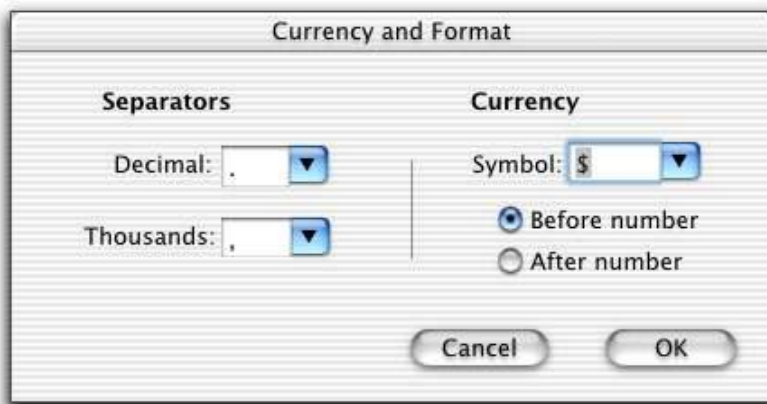 Currency and Format
Separators
Decimal: .
Thousands: ,
Currency
Symbol: $
Before number
After number
Cancel
OK